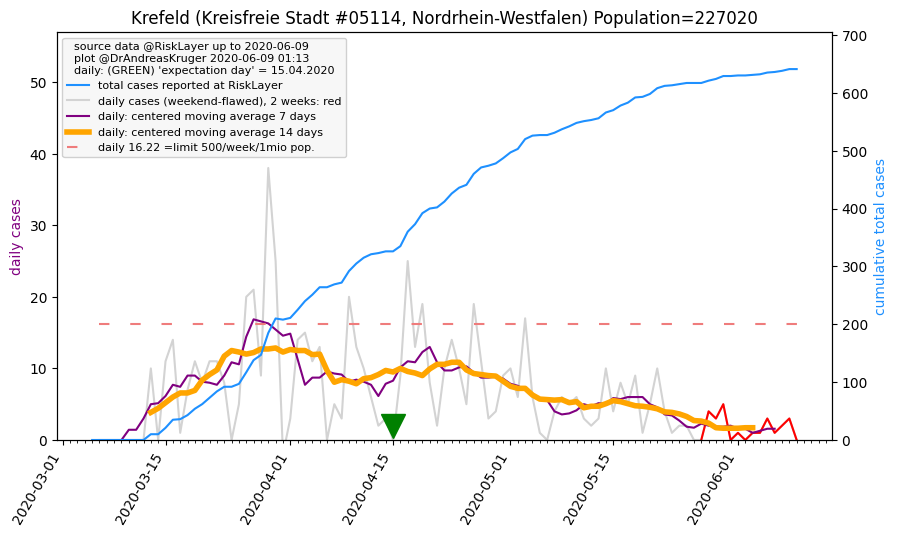 Krefeld (Kreisfreie Stadt #05114, Nordrhein-Westfalen) Population=227020
source data @RiskLayer up to 2020-06-09
plot @DrAndreasKruger 2020-06-09 01:13
daily: (GREEN) 'expectation day' = 15.04.2020
total cases reported at RiskLayer
daily cases (weekend-flawed), 2 weeks: red
daily: centered moving average 7 days
daily: centered moving average 14 days
daily 16.22 =limit 500/week/1mio pop.
daily cases
50
40
30
20
10
0
700
600
500
400
300
200
100
0
cumulative total cases
2020-03-01
2020-03-15
2020-04-01
2020-04-15
2020-05-01
2020-05-15
2020-06-01